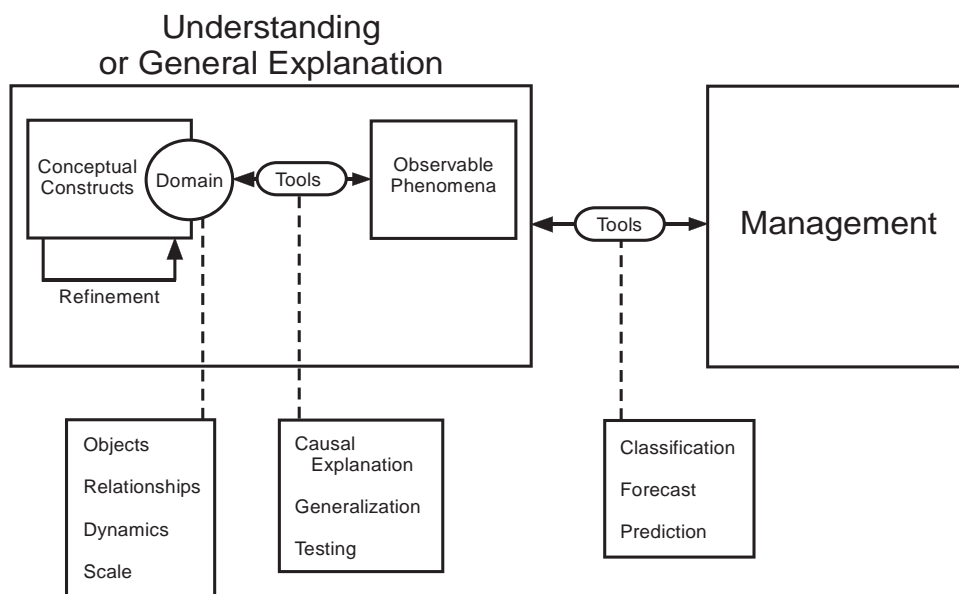 Understanding
or General Explanation
Conceptual
Constructs
Domain
Tools
Observable
Phenomena
Refinement
Tools
Management
Objects
Relationships
Dynamics
Scale
Causal
Explanation
Generalization
Testing
Classification
Forecast
Prediction